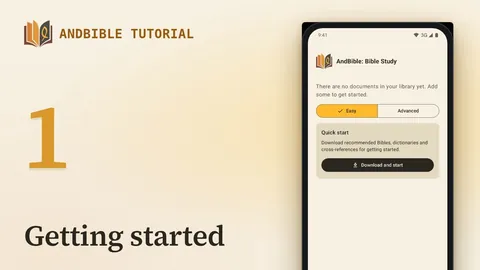 ANDBIBLE TUTORIAL
1
Getting started
9:41
3G
AndBible: Bible Study
There are no documents in your library yet. Add
some to get started.
Easy
Advanced
Quick start
Download recommended Bibles, dictionaries and
cross-references for getting started.
Download and start